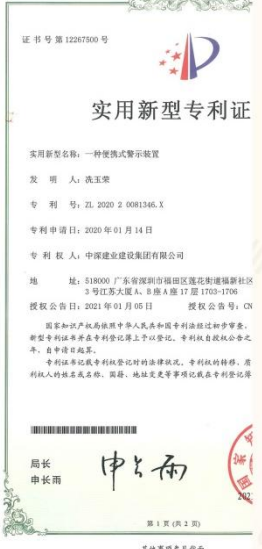 证书号第12267500号
实用新型专利证
实用新型名称：一种便携式警示装置
发 明 人：冼玉荣
专 利 号：ZL 2020 2 0081346.X
专利申请日：2020年01月14日
专 利 权 人：中深建业建设集团有限公司
地 址：518000 广东省深圳市福田区莲花街道福新社区
3号江苏大厦A、B座A座17层1703-1706
授权公告日：2021年01月05日 授权公告号：CN
国家知识产权局依照中华人民共和国专利法经过初步审查，
新型专利证书并在专利登记簿上予以登记。专利权自授权公告之
年，自申请日起算。
专利证书记载专利权登记时的法律状况。专利权的转移、质
利权人的姓名或名称、国籍、地址变更等事项记载在专利登记簿
局长
申长雨
申长雨
国家
202
第 1 页 (共 2 页)
其他事项参见背面